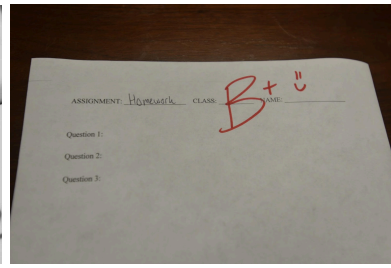 ASSIGNMENT: Homework CLASS: B+ NAME:
Question 1:
Question 2:
Question 3: